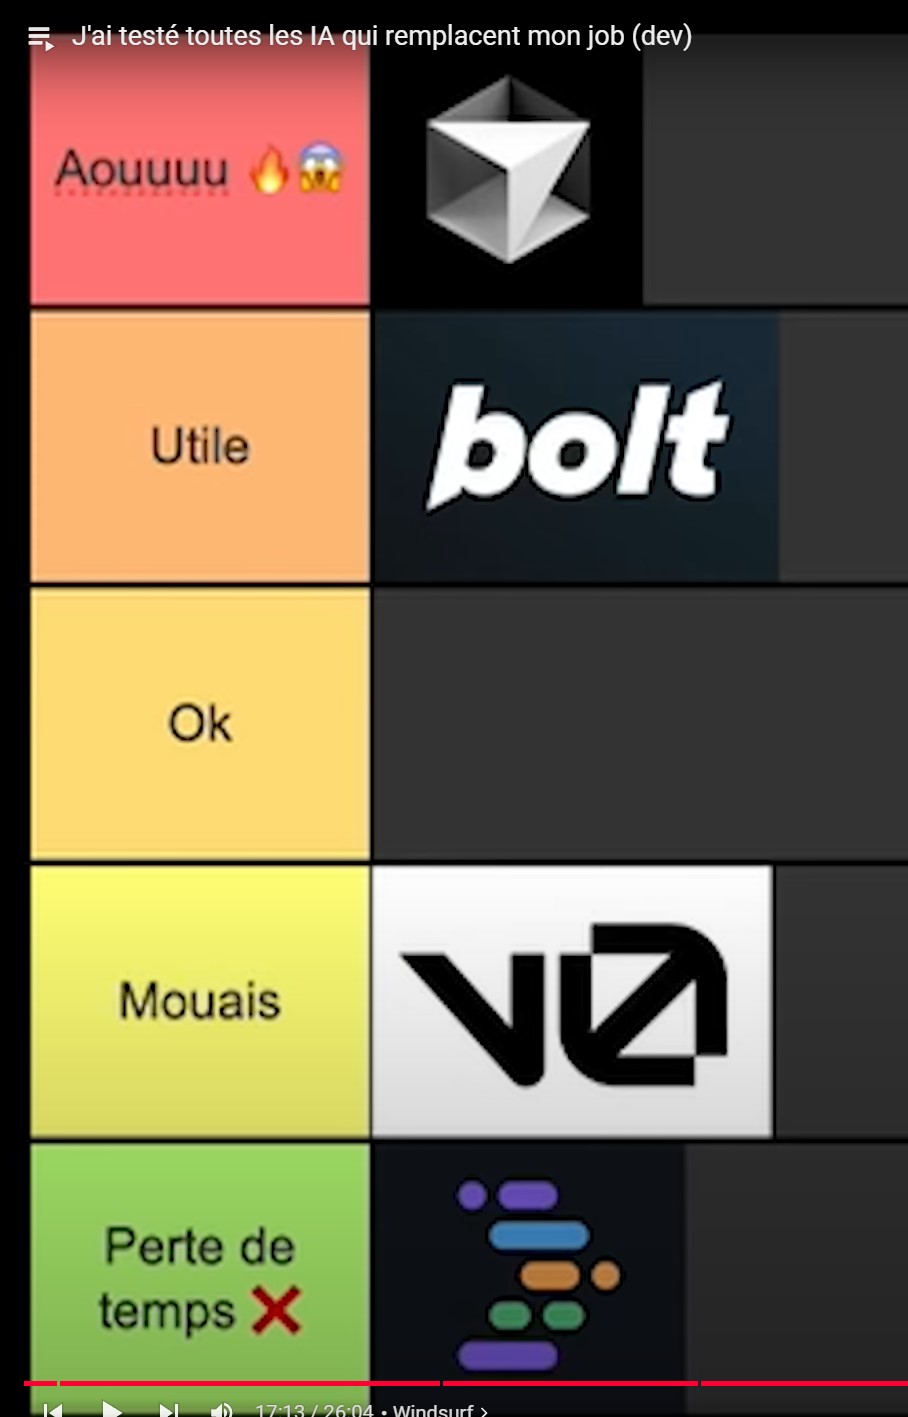 J'ai testé toutes les IA qui remplacent mon job (dev)
Aouuuu 🔥😱
Utile
bolt
Ok
Mouais
v0
Perte de
temps ❌
17:13 / 26:04 • Windsurf >